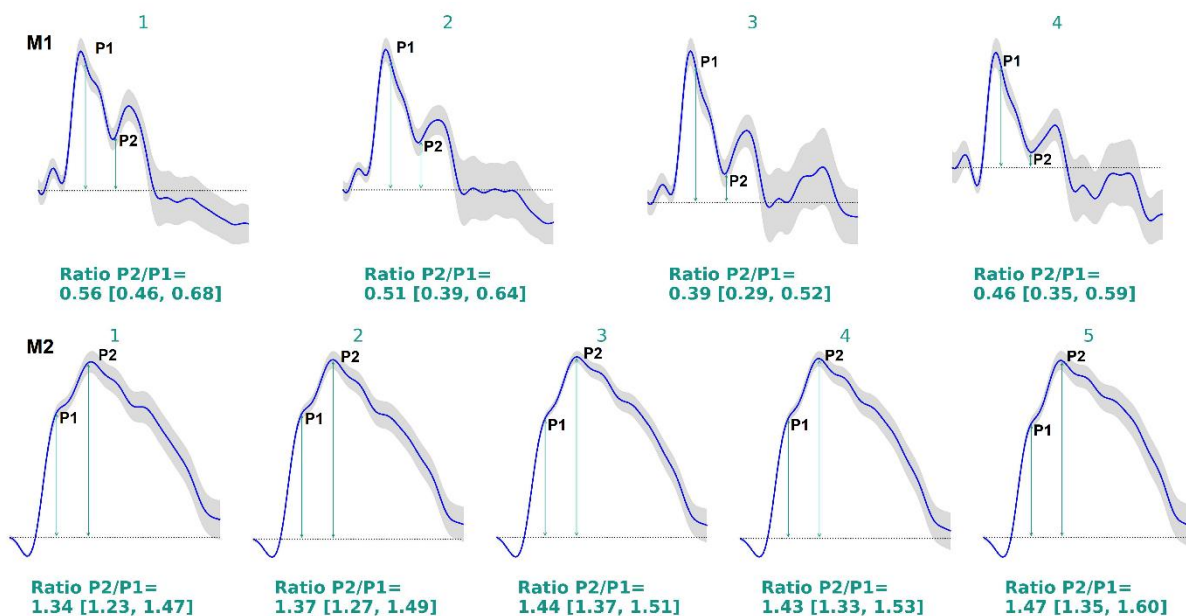 1 2 3 4
M1
P1 P1 P1 P1
P2 P2 P2 P2
Ratio P2/P1= Ratio P2/P1= Ratio P2/P1= Ratio P2/P1=
0.56 [0.46, 0.68] 0.51 [0.39, 0.64] 0.39 [0.29, 0.52] 0.46 [0.35, 0.59]
1 2 3 4 5
M2
P2 P2 P2 P2 P2
P1 P1 P1 P1 P1
Ratio P2/P1= Ratio P2/P1= Ratio P2/P1= Ratio P2/P1= Ratio P2/P1=
1.34 [1.23, 1.47] 1.37 [1.27, 1.49] 1.44 [1.37, 1.51] 1.43 [1.33, 1.53] 1.47 [1.35, 1.60]